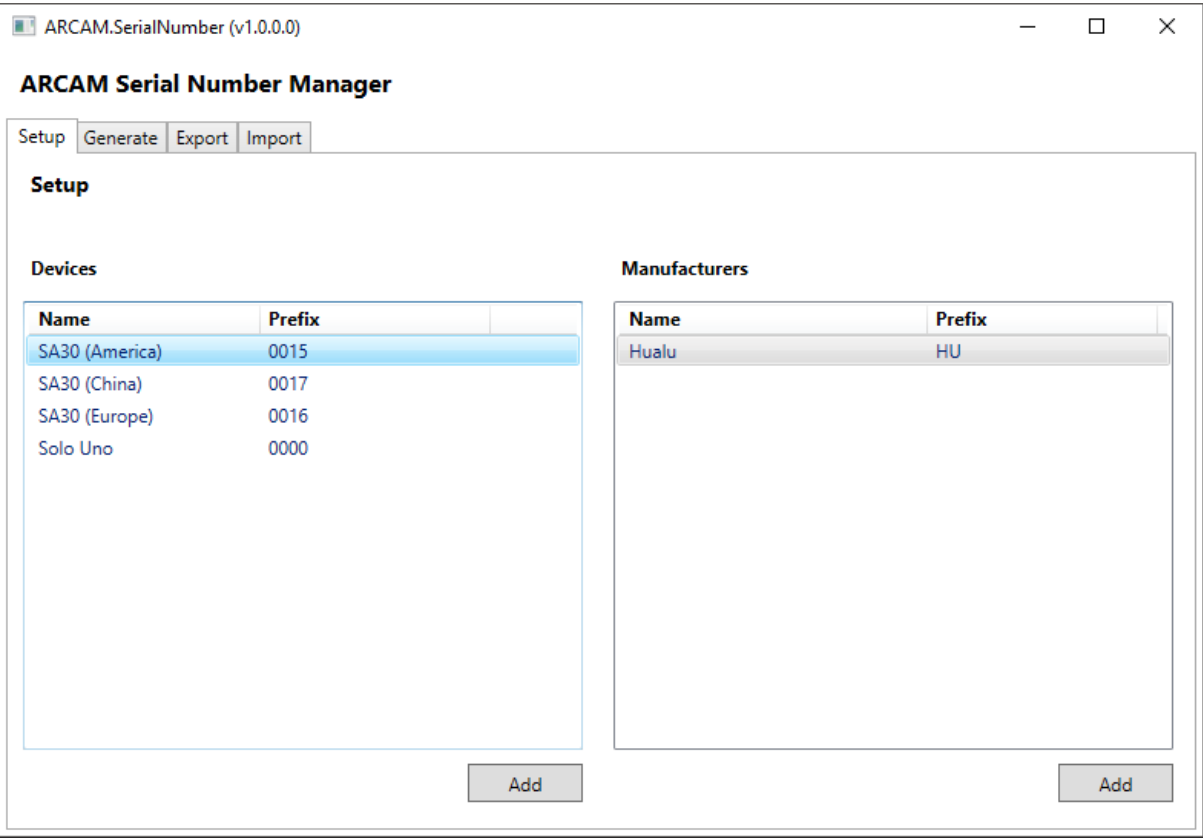 ARCAM.SerialNumber (v1.0.0.0)
ARCAM Serial Number Manager
Setup Generate Export Import
Setup
Devices
Name Prefix
SA30 (America) 0015
SA30 (China) 0017
SA30 (Europe) 0016
Solo Uno 0000
Add
Manufacturers
Name Prefix
Hualu HU
Add